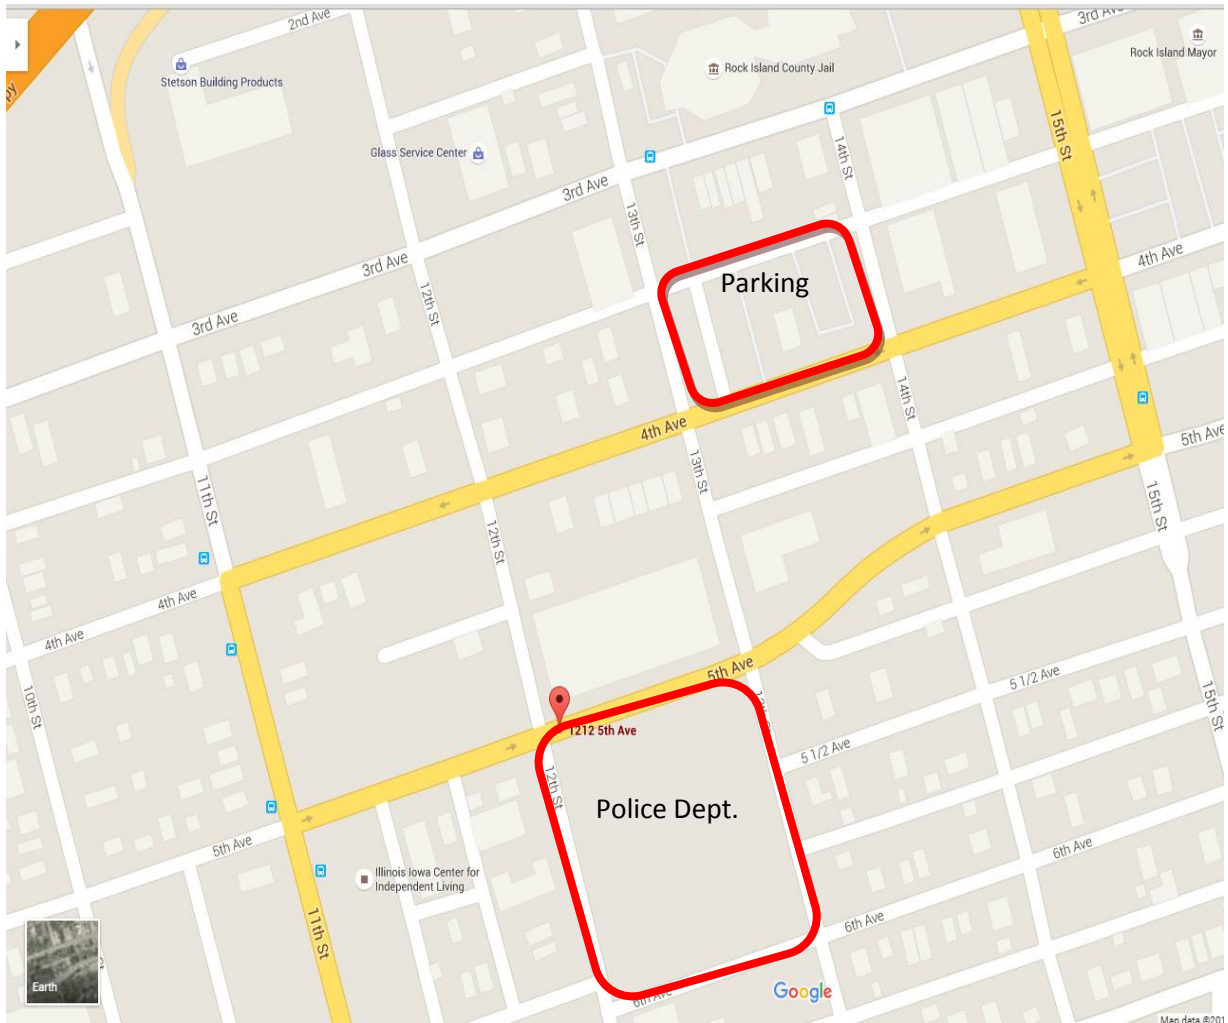 2nd Ave
3rd Ave
Rock Island Mayor
Stetson Building Products
Rock Island County Jail
Glass Service Center
15th St
14th St
3rd Ave
13th St
3rd Ave
4th Ave
12th St
Parking
3rd Ave
14th St
4th Ave
5th Ave
13th St
11th St
15th St
12th St
4th Ave
4th Ave
5th Ave
5 1/2 Ave
10th St
15th St
1212 5th Ave
5 1/2 Ave
12th St
Police Dept.
5th Ave
6th Ave
Illinois Iowa Center for
Independent Living
11th St
6th Ave
Earth
Google
Map data ©201